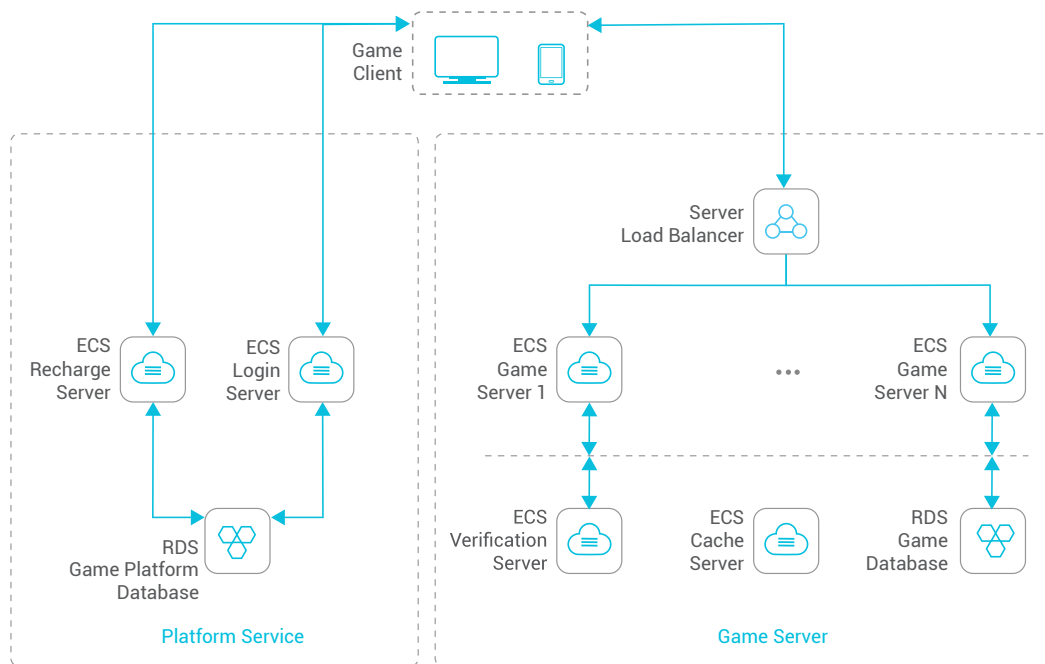 Game
Client
Server
Load Balancer
ECS
Recharge
Server
ECS
Login
Server
ECS
Game
Server 1
...
ECS
Game
Server N
RDS
Game Platform
Database
ECS
Verification
Server
ECS
Cache
Server
RDS
Game
Database
Platform Service
Game Server